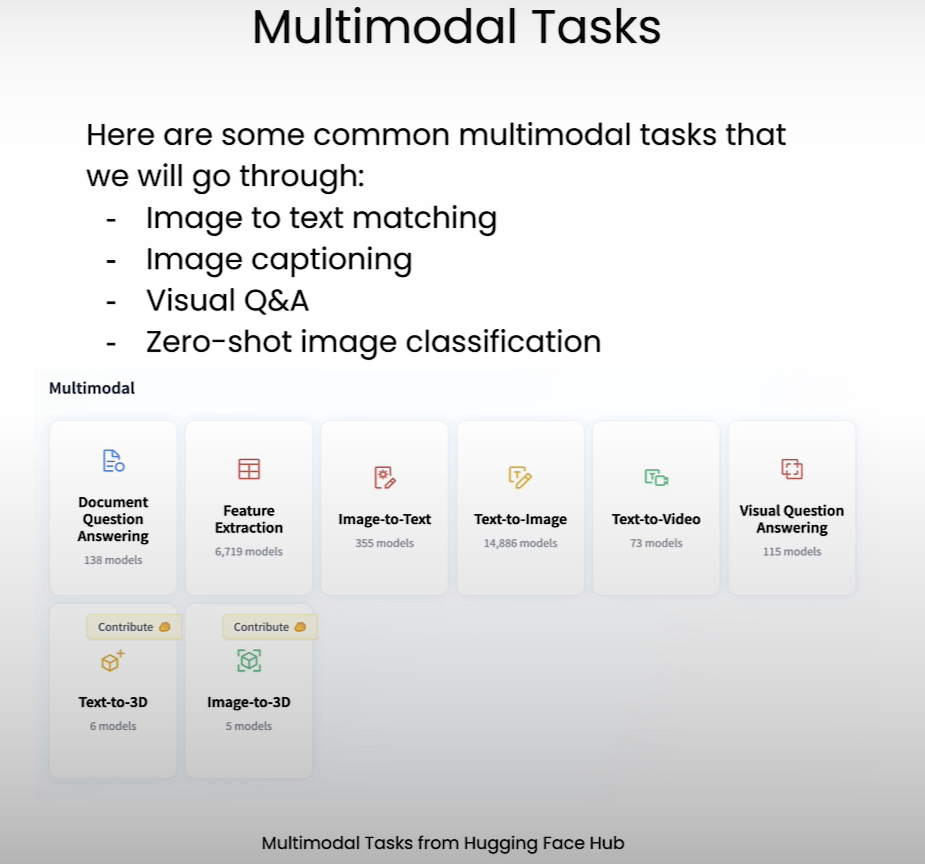 Multimodal Tasks
Here are some common multimodal tasks that
we will go through:
- Image to text matching
- Image captioning
- Visual Q&A
- Zero-shot image classification
Multimodal
Document
Question
Answering
138 models
Feature
Extraction
6,719 models
Image-to-Text
355 models
Text-to-Image
14,886 models
Text-to-Video
73 models
Visual Question
Answering
115 models
Contribute
Text-to-3D
6 models
Contribute
Image-to-3D
5 models
Multimodal Tasks from Hugging Face Hub